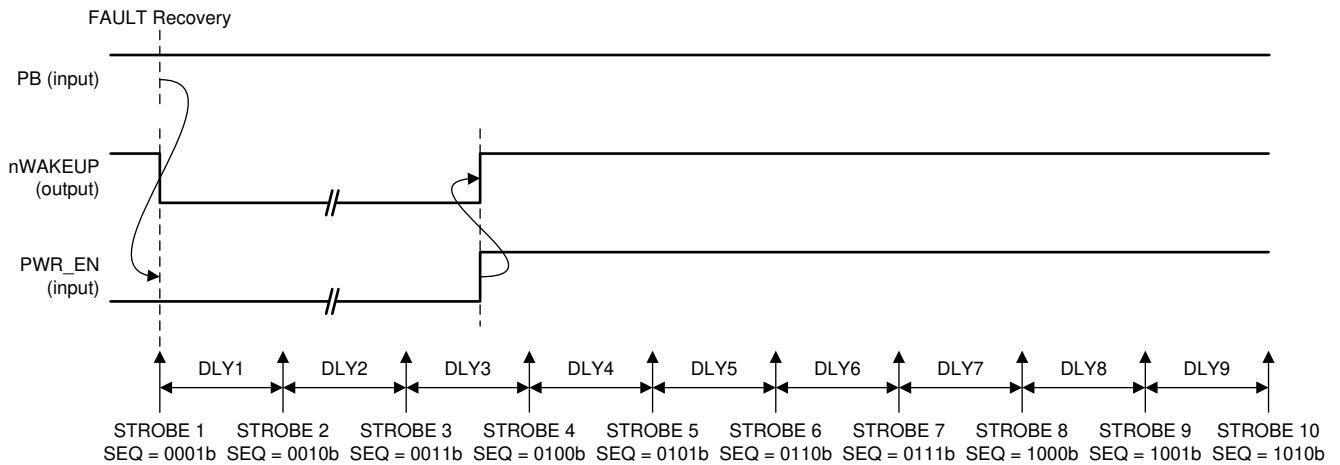 FAULT Recovery
PB (input)
nWAKEUP
(output)
PWR_EN
(input)
DLY1 DLY2 DLY3 DLY4 DLY5 DLY6 DLY7 DLY8 DLY9
STROBE 1 STROBE 2 STROBE 3 STROBE 4 STROBE 5 STROBE 6 STROBE 7 STROBE 8 STROBE 9 STROBE 10
SEQ = 0001b SEQ = 0010b SEQ = 0011b SEQ = 0100b SEQ = 0101b SEQ = 0110b SEQ = 0111b SEQ = 1000b SEQ = 1001b SEQ = 1010b